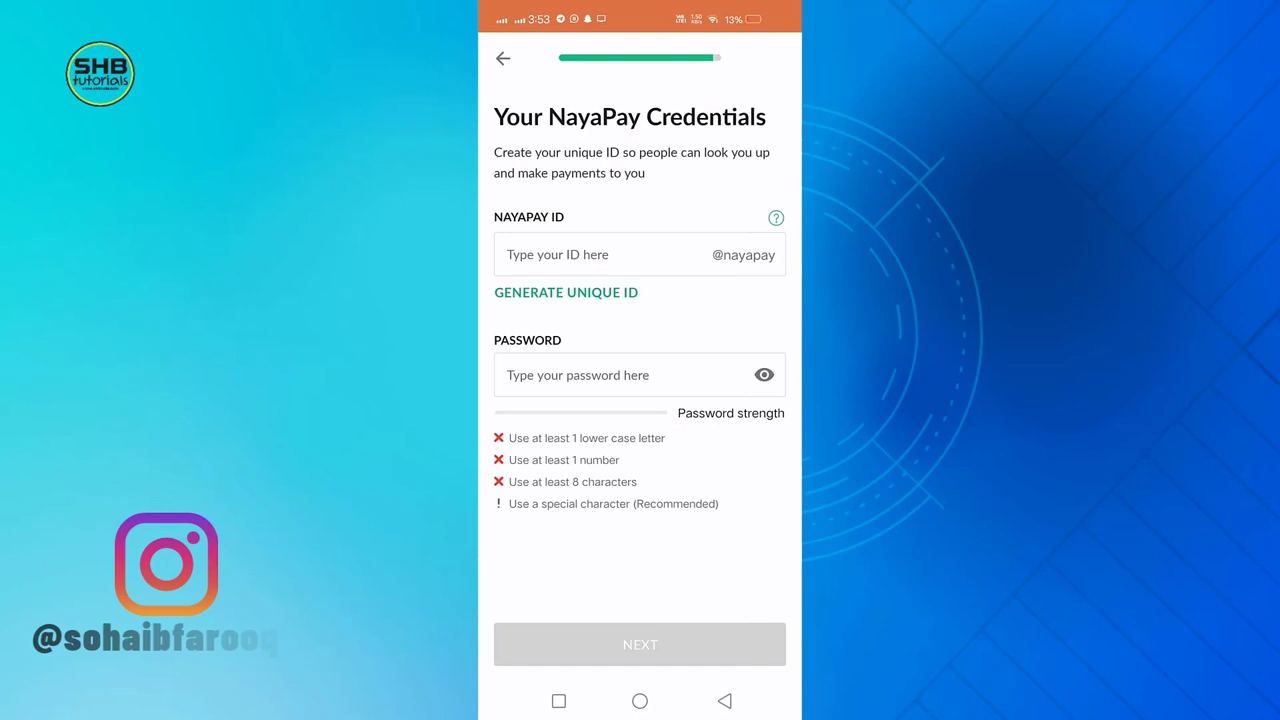 SHB
tutorials
3:53
13%
Your NayaPay Credentials
Create your unique ID so people can look you up
and make payments to you
NAYAPAY ID
?
Type your ID here
@nayapay
GENERATE UNIQUE ID
PASSWORD
Type your password here
Password strength
Use at least 1 lower case letter
Use at least 1 number
Use at least 8 characters
! Use a special character (Recommended)
NEXT
@sohaibfarooq